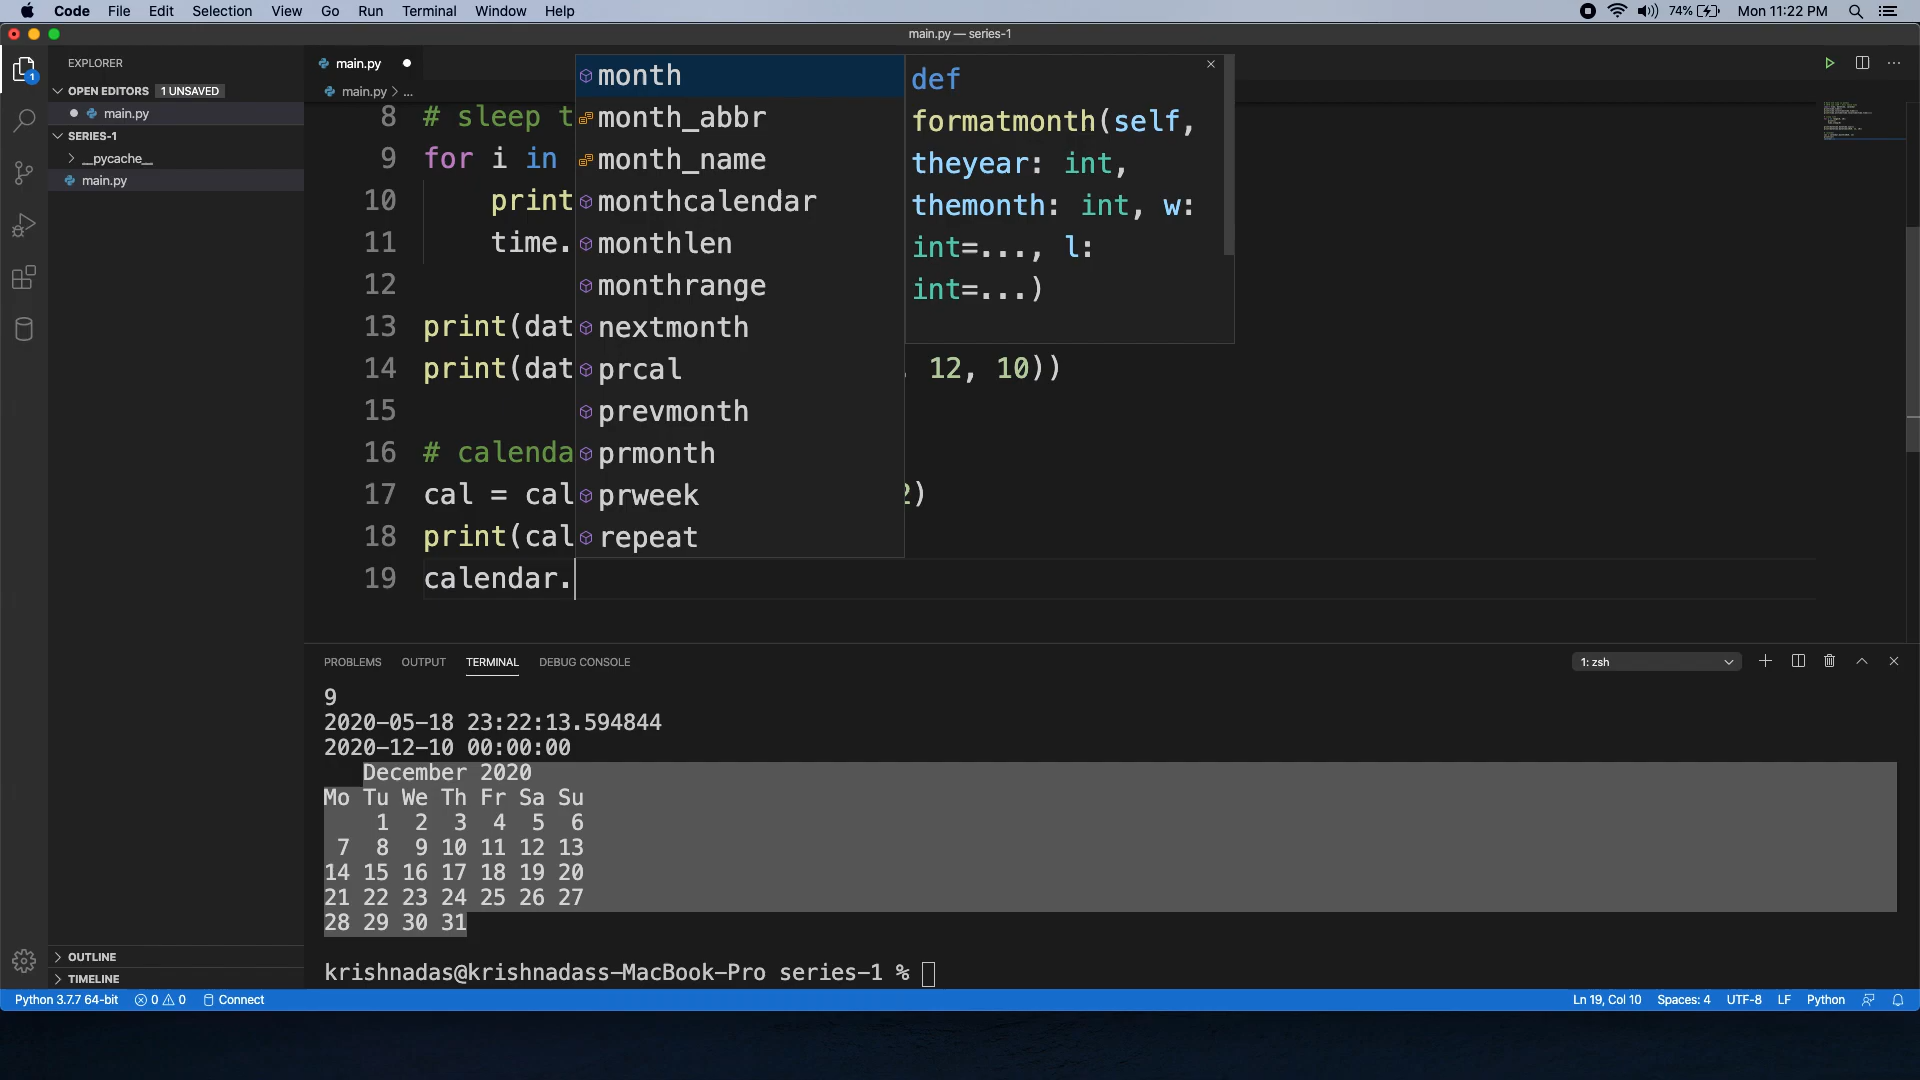 Code File Edit Selection View Go Run Terminal Window Help 74% Mon 11:22 PM
main.py — series-1
EXPLORER
OPEN EDITORS 1 UNSAVED
main.py
SERIES-1
__pycache__
main.py
OUTLINE
TIMELINE
1
main.py
main.py > ...
8 # sleep t
9 for i in
10 print
11 time.
12
13 print(dat
14 print(dat 12, 10))
15
16 # calenda
17 cal = cal 2)
18 print(cal
19 calendar.
month
month_abbr
month_name
monthcalendar
monthlen
monthrange
nextmonth
prcal
prevmonth
prmonth
prweek
repeat
def
formatmonth(self,
theyear: int,
themonth: int, w:
int=..., l:
int=...)
PROBLEMS OUTPUT TERMINAL DEBUG CONSOLE 1: zsh
9
2020-05-18 23:22:13.594844
2020-12-10 00:00:00
December 2020
Mo Tu We Th Fr Sa Su
1 2 3 4 5 6
7 8 9 10 11 12 13
14 15 16 17 18 19 20
21 22 23 24 25 26 27
28 29 30 31
krishnadas@krishnadass-MacBook-Pro series-1 %
Python 3.7.7 64-bit 0 0 Connect Ln 19, Col 10 Spaces: 4 UTF-8 LF Python